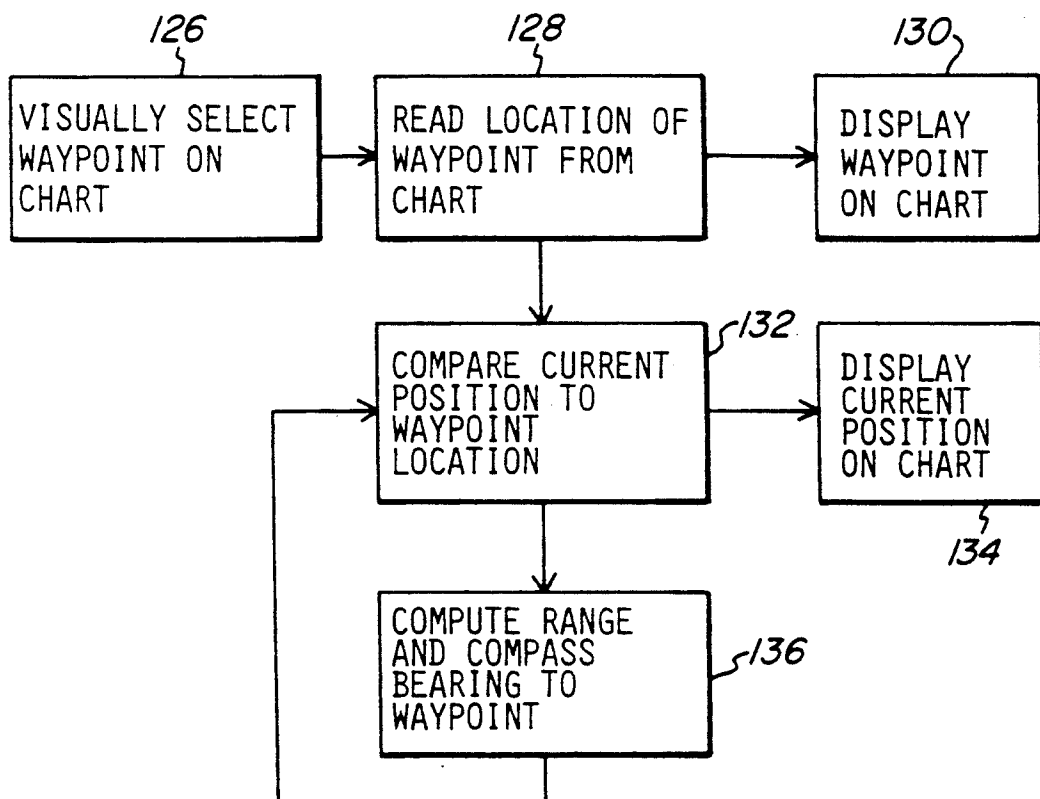 126
VISUALLY SELECT
WAYPOINT ON
CHART
128
READ LOCATION OF
WAYPOINT FROM
CHART
130
DISPLAY
WAYPOINT
ON CHART
132
COMPARE CURRENT
POSITION TO
WAYPOINT
LOCATION
DISPLAY
CURRENT
POSITION
ON CHART
134
COMPUTE RANGE
AND COMPASS
BEARING TO
WAYPOINT
136